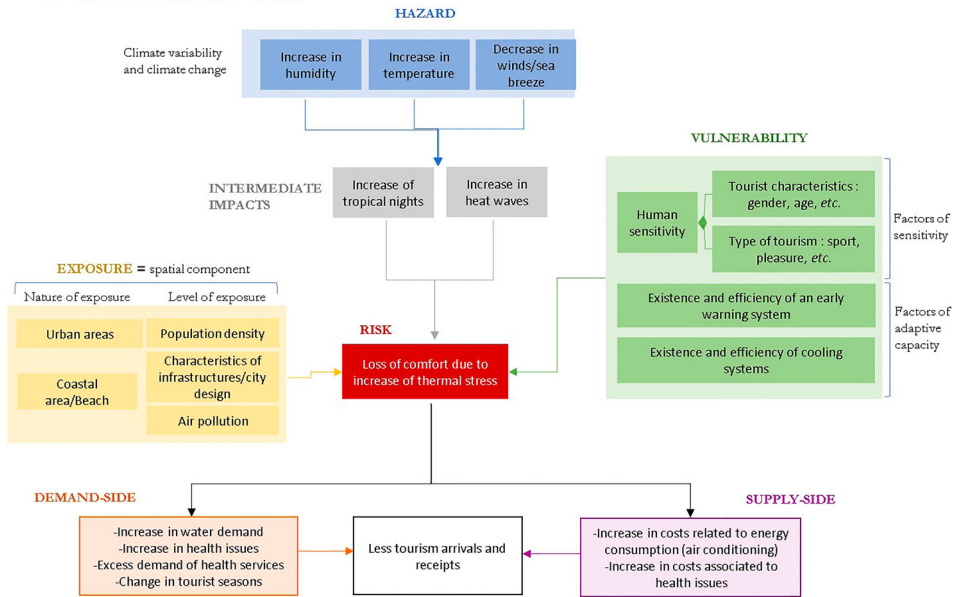 HAZARD
Climate variability
and climate change
Increase in
humidity
Increase in
temperature
Decrease in
winds/sea
breeze
VULNERABILITY
INTERMEDIATE
IMPACTS
Increase of
tropical nights
Increase in
heat waves
Human
sensitivity
Tourist characteristics :
gender, age, etc.
Type of tourism : sport,
pleasure, etc.
Factors of
sensitivity
Existence and efficiency of an early
warning system
Existence and efficiency of cooling
systems
Factors of
adaptive
capacity
EXPOSURE = spatial component
Nature of exposure
Level of exposure
Urban areas
Coastal
area/Beach
Population density
Characteristics of
infrastructures/city
design
Air pollution
RISK
Loss of comfort due to
increase of thermal stress
DEMAND-SIDE
-Increase in water demand
-Increase in health issues
-Excess demand of health services
-Change in tourist seasons
Less tourism arrivals and
receipts
SUPPLY-SIDE
-Increase in costs related to energy
consumption (air conditioning)
-Increase in costs associated to
health issues